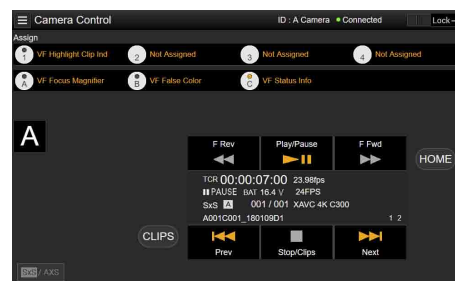 Camera Control ID : A Camera Connected Lock
Assign
1 VF Highlight Clip Ind 2 Not Assigned 3 Not Assigned 4 Not Assigned
A VF Focus Magnifier B VF False Color C VF Status Info
A
F Rev Play/Pause F Fwd
HOME
TCR 00:00:07:00 23.98fps
PAUSE BAT 16.4 V 24FPS
SxS A 001 / 001 XAVC 4K C300
A001C001_180109D1 1 2
CLIPS
Prev Stop/Clips Next
SxS / AXS